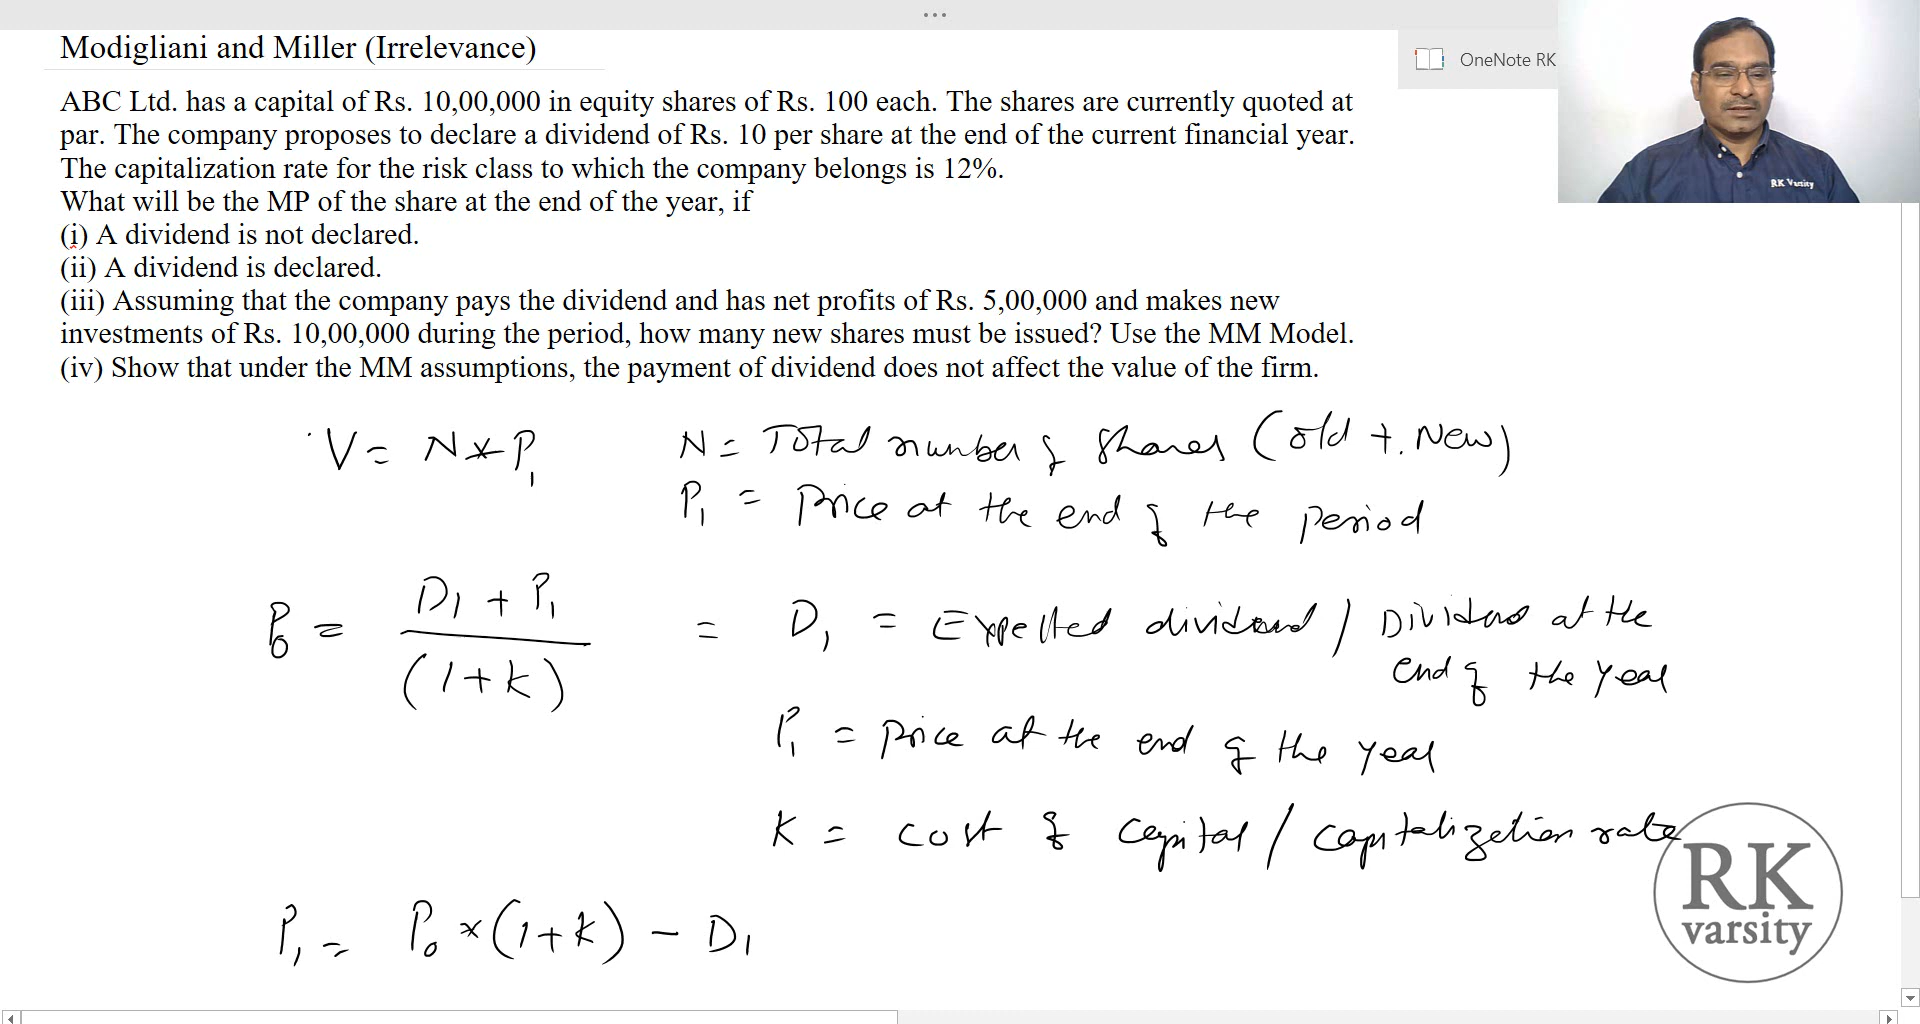 Modigliani and Miller (Irrelevance)
OneNote RK
ABC Ltd. has a capital of Rs. 10,00,000 in equity shares of Rs. 100 each. The shares are currently quoted at
par. The company proposes to declare a dividend of Rs. 10 per share at the end of the current financial year.
The capitalization rate for the risk class to which the company belongs is 12%.
RK Varsity
What will be the MP of the share at the end of the year, if
(i) A dividend is not declared.
(ii) A dividend is declared.
(iii) Assuming that the company pays the dividend and has net profits of Rs. 5,00,000 and makes new
investments of Rs. 10,00,000 during the period, how many new shares must be issued? Use the MM Model.
(iv) Show that under the MM assumptions, the payment of dividend does not affect the value of the firm.
V = N * P₁
N = Total number of shares (old + New)
P₁ = Price at the end of the period
P₀ = (D₁ + P₁) / (1+k)
= D₁ = Expected dividend / Dividend at the
end of the year
P₁ = price at the end of the year
K = cost of capital / capitalization rate
P₁ = P₀ × (1+k) − D₁
RK
varsity